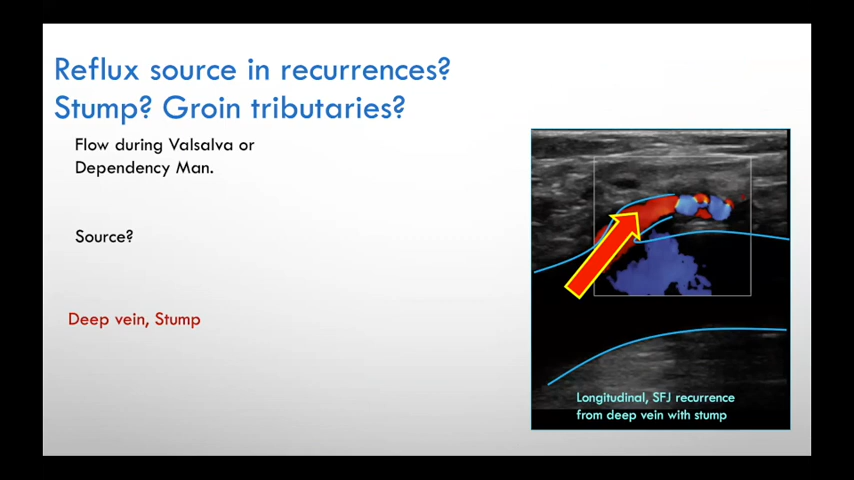 Reflux source in recurrences?
Stump? Groin tributaries?
Flow during Valsalva or
Dependency Man.
Source?
Deep vein, Stump
Longitudinal, SFJ recurrence
from deep vein with stump